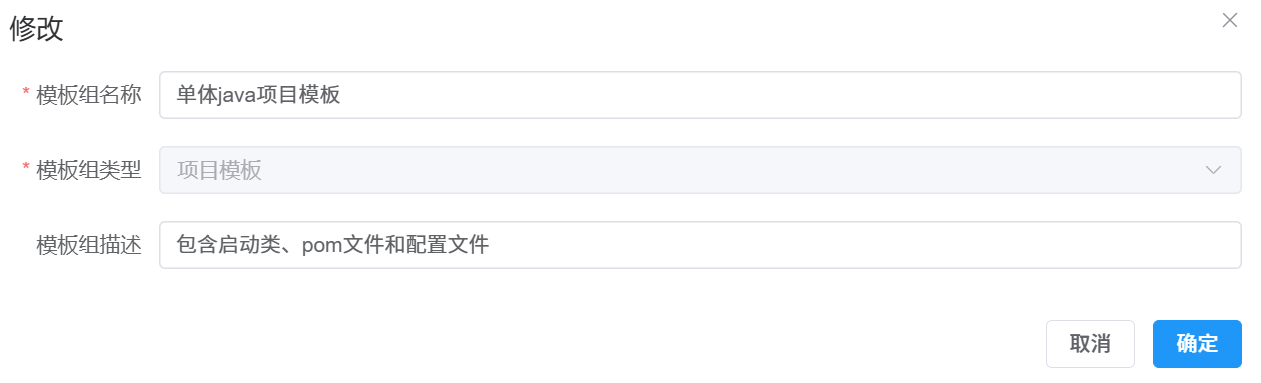 修改
* 模板组名称 单体java项目模板
* 模板组类型 项目模板
模板组描述 包含启动类、pom文件和配置文件
取消 确定